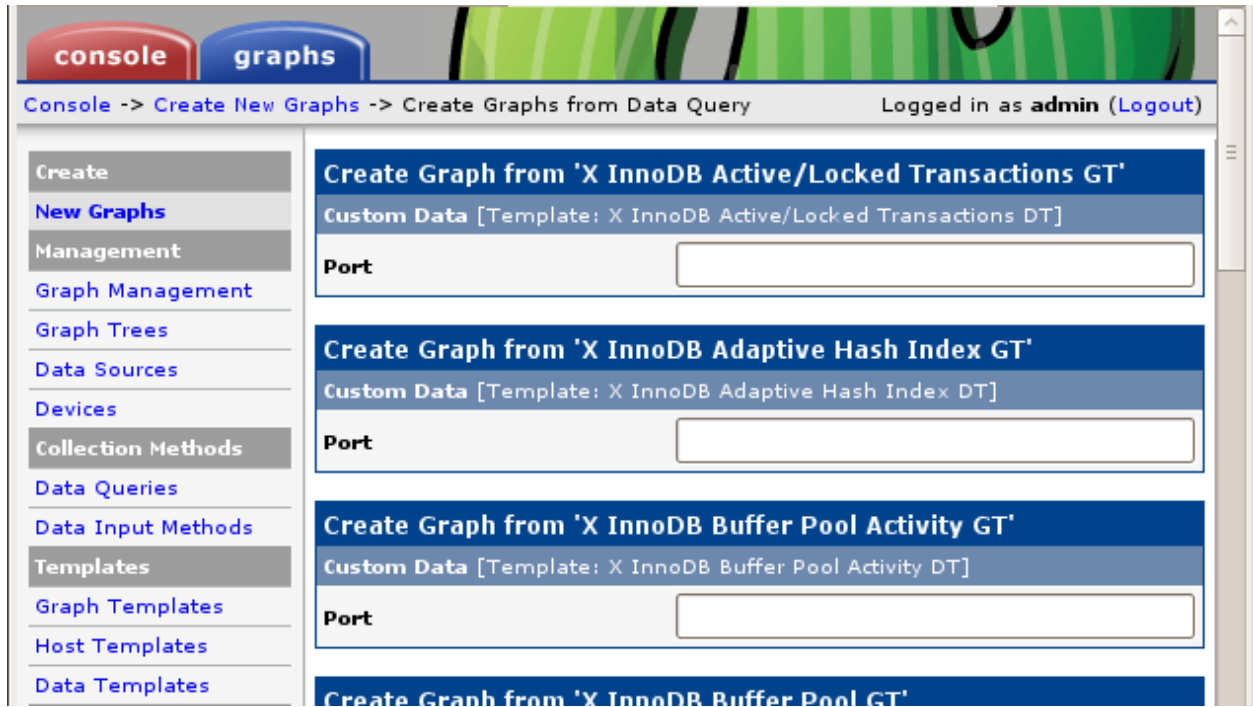 console graphs
Console -> Create New Graphs -> Create Graphs from Data Query Logged in as admin (Logout)
Create
New Graphs
Management
Graph Management
Graph Trees
Data Sources
Devices
Collection Methods
Data Queries
Data Input Methods
Templates
Graph Templates
Host Templates
Data Templates
Create Graph from 'X InnoDB Active/Locked Transactions GT'
Custom Data [Template: X InnoDB Active/Locked Transactions DT]
Port
Create Graph from 'X InnoDB Adaptive Hash Index GT'
Custom Data [Template: X InnoDB Adaptive Hash Index DT]
Port
Create Graph from 'X InnoDB Buffer Pool Activity GT'
Custom Data [Template: X InnoDB Buffer Pool Activity DT]
Port
Create Graph from 'X InnoDB Buffer Pool GT'